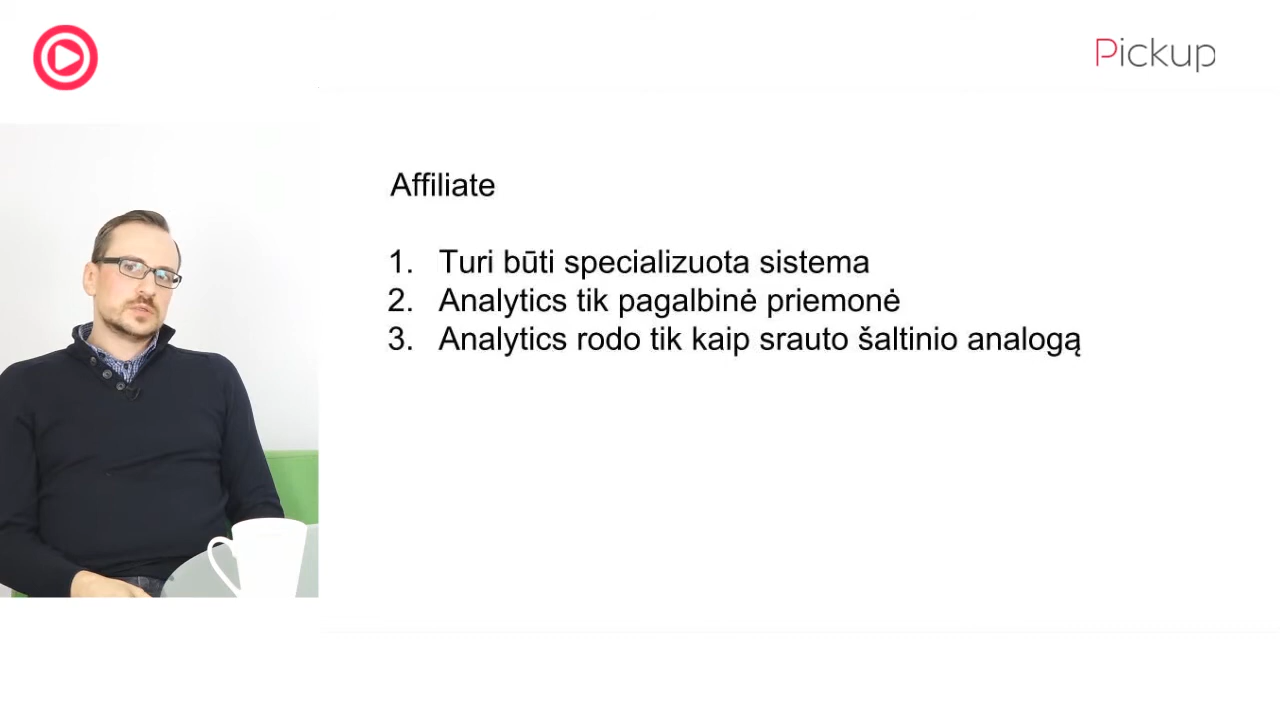 Pickup
Affiliate
1. Turi būti specializuota sistema
2. Analytics tik pagalbinė priemonė
3. Analytics rodo tik kaip srauto šaltinio analogą